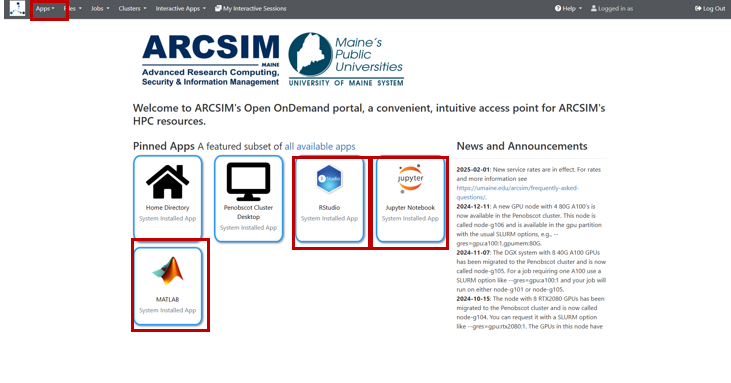 Apps Files Jobs Clusters Interactive Apps My Interactive Sessions Help Logged in as Log Out
ARCSIM
MAINE
Advanced Research Computing,
Security & Information Management
Maine's
Public
Universities
UNIVERSITY OF MAINE SYSTEM
Welcome to ARCSIM's Open OnDemand portal, a convenient, intuitive access point for ARCSIM's
HPC resources.
Pinned Apps A featured subset of all available apps
Home Directory
System Installed App
Penobscot Cluster
Desktop
System Installed App
R Studio
RStudio
System Installed App
jupyter
Jupyter Notebook
System Installed App
MATLAB
System Installed App
News and Announcements
2025-02-01: New service rates are in effect. For rates
and more information see
https://umaine.edu/arcsim/frequently-asked-
questions/.
2024-12-11: A new GPU node with 4 80G A100's is
now available in the Penobscot cluster. This node is
called node-g106 and is available in the gpu partition
with the usual SLURM options, e.g., --
gres=gpu:a100:1,gpumem:80G.
2024-11-07: The DGX system with 8 40G A100 GPUs
has been migrated to the Penobscot cluster and is now
called node-g105. For a job requiring one A100 use a
SLURM option like --gres=gpu:a100:1 and your job will
run on either node-g101 or node-g105.
2024-10-15: The node with 8 RTX2080 GPUs has been
migrated to the Penobscot cluster and is now called
node-g104. You can request it with a SLURM option
like --gres=gpu:rtx2080:1. The GPUs in this node have